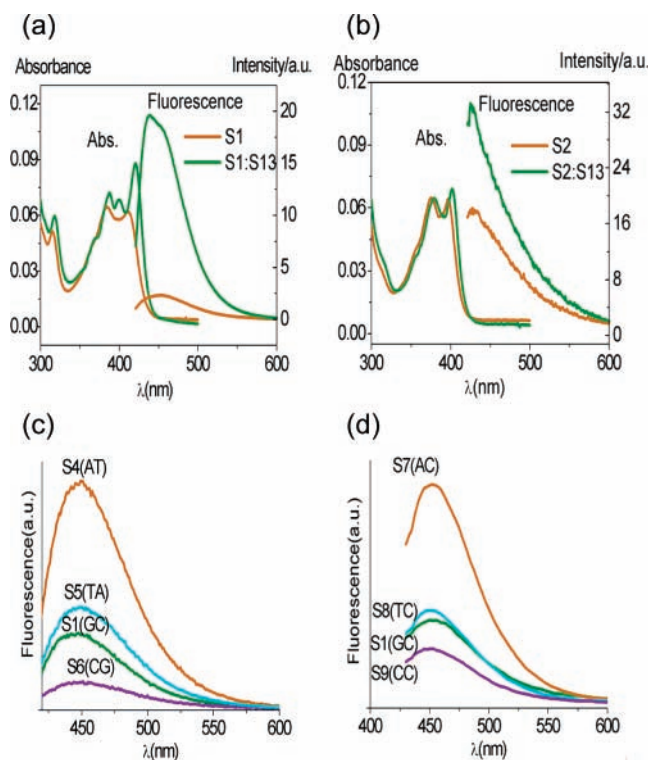 (a)
Absorbance Intensity/a.u.
0.12 20
Fluorescence
S1
Abs.
S1:S13
0.09 15
0.06 10
0.03 5
0.00 0
300 400 500 600
λ(nm)
(b)
Absorbance Intensity/a.u.
0.12
32
Fluorescence
Abs.
S2
S2:S13
0.09 24
0.06 16
0.03 8
0.00 0
300 400 500 600
λ(nm)
(c)
Fluorescence(a.u.)
S4(AT)
S5(TA)
S1(GC)
S6(CG)
450 500 550 600
λ(nm)
(d)
Fluorescence(a.u.)
S7(AC)
S8(TC)
S1(GC)
S9(CC)
400 450 500 550 600
λ(nm)